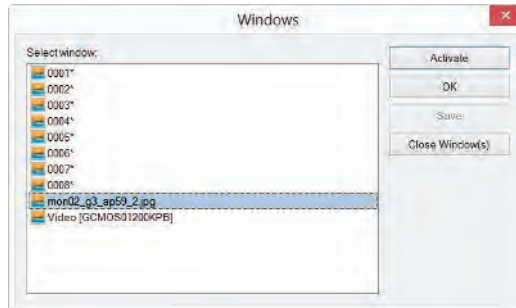 Windows
Select window:
Activate
0001*
0002*
OK
0003*
0004*
Save
0005*
0006*
Close Window(s)
0007*
0008*
mon02_g3_ap59_2.jpg
Video [GCMOS01200KPB]